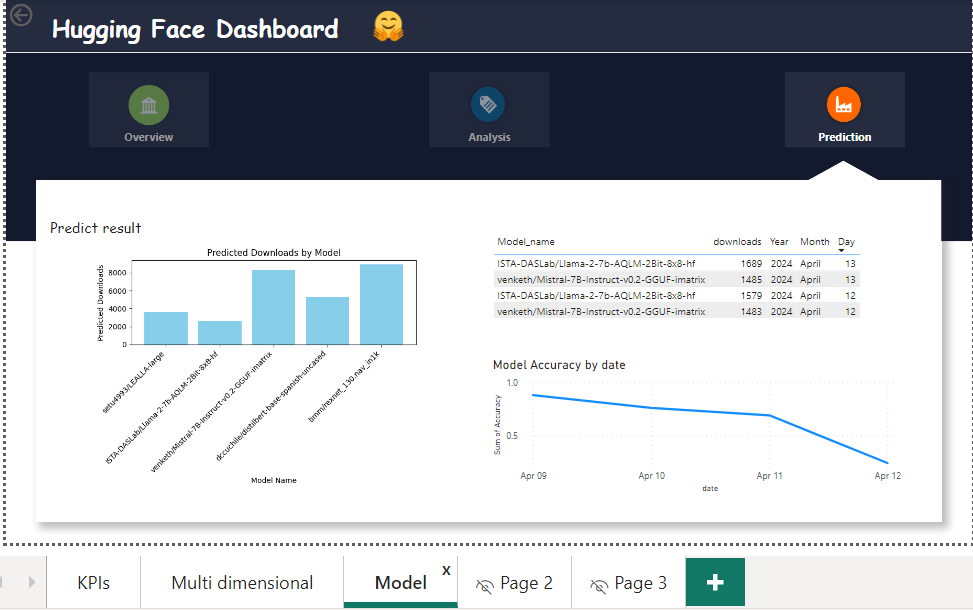 Hugging Face Dashboard
Overview
Analysis
Prediction
Predict result
Predicted Downloads by Model
Predicted Downloads
8000
6000
4000
2000
0
setu4993/LEALLA-large
ISTA-DASLab/Llama-2-7b-AQLM-2Bit-8x8-hf
venketh/Mistral-7B-Instruct-v0.2-GGUF-imatrix
dccuchile/distilbert-base-spanish-uncased
timm/rexnet_130.nav_in1k
Model Name
Model_name downloads Year Month Day
ISTA-DASLab/Llama-2-7b-AQLM-2Bit-8x8-hf 1689 2024 April 13
venketh/Mistral-7B-Instruct-v0.2-GGUF-imatrix 1485 2024 April 13
ISTA-DASLab/Llama-2-7b-AQLM-2Bit-8x8-hf 1579 2024 April 12
venketh/Mistral-7B-Instruct-v0.2-GGUF-imatrix 1483 2024 April 12
Model Accuracy by date
Sum of Accuracy
1.0
0.5
Apr 09 Apr 10 Apr 11 Apr 12
date
KPIs Multi dimensional Model x Page 2 Page 3 +